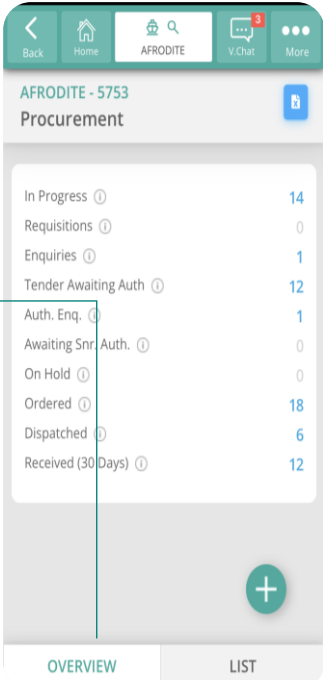 3
Back
Home
AFRODITE
V.Chat
More
AFRODITE - 5753
Procurement
In Progress 14
Requisitions 0
Enquiries 1
Tender Awaiting Auth 12
Auth. Enq. 1
Awaiting Snr. Auth. 0
On Hold 0
Ordered 18
Dispatched 6
Received (30 Days) 12
OVERVIEW
LIST